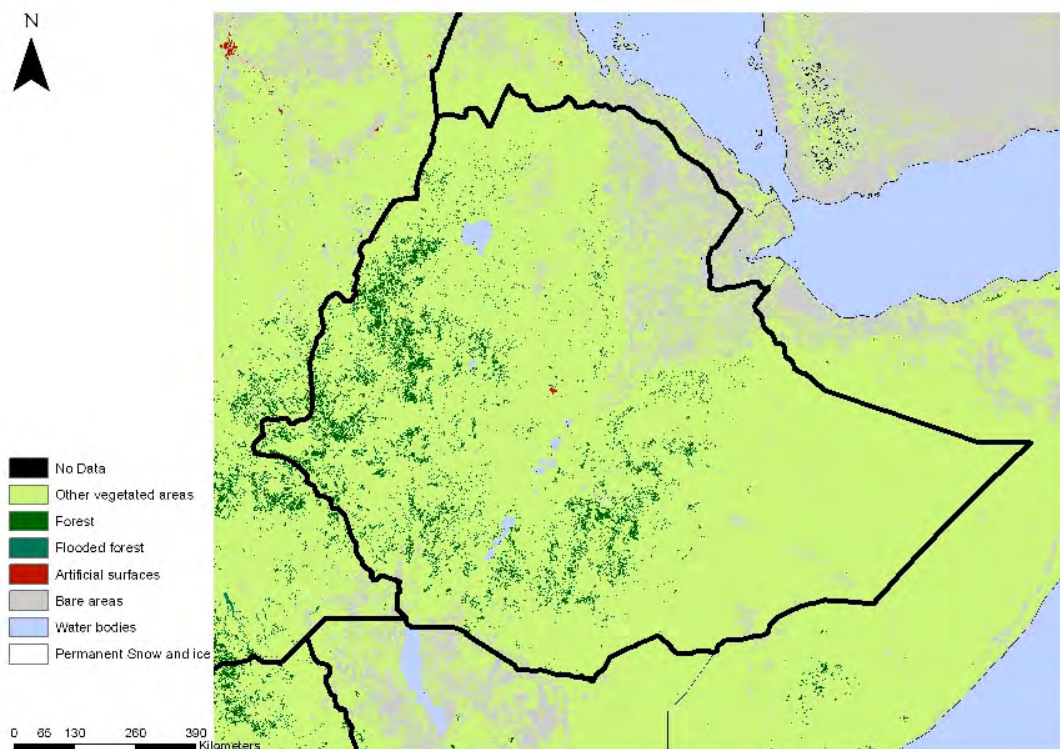 N
No Data
Other vegetated areas
Forest
Flooded forest
Artificial surfaces
Bare areas
Water bodies
Permanent Snow and ice
0 65 130 260 390
Kilometers